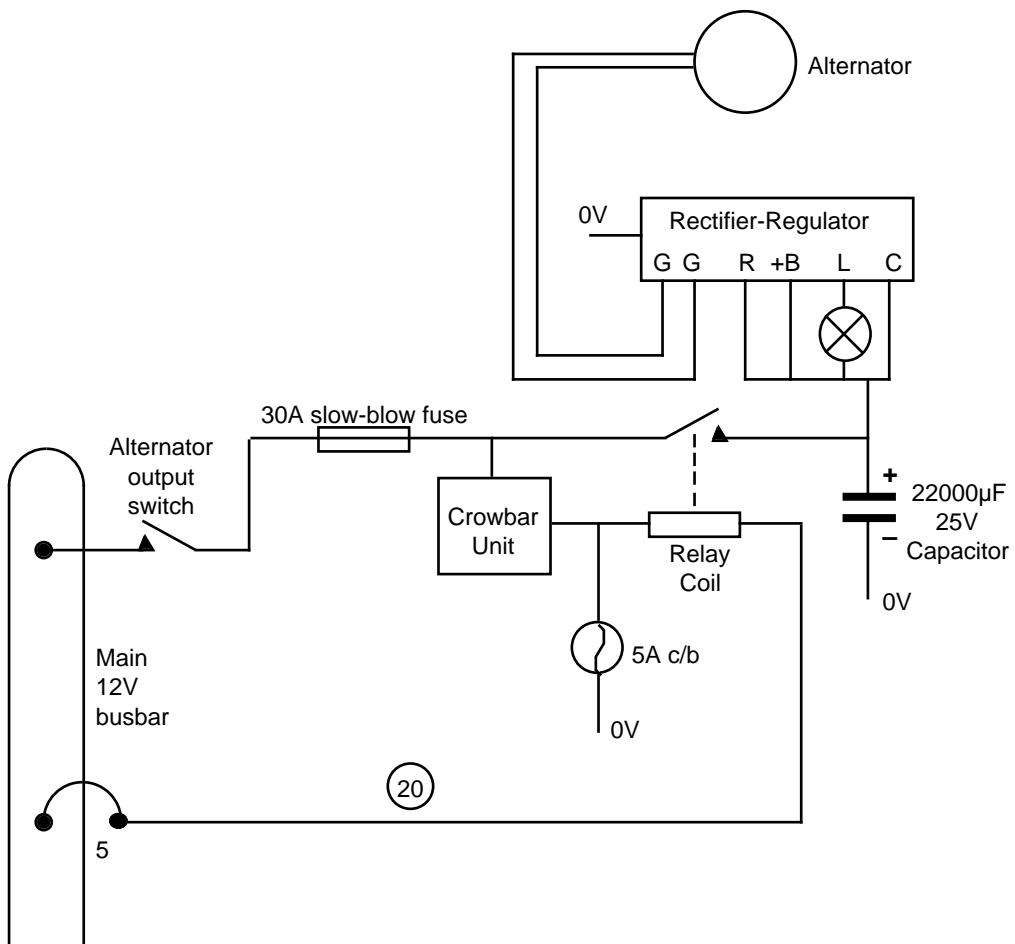 Alternator
0V
Rectifier-Regulator
G G R +B L C
30A slow-blow fuse
Alternator
output
switch
Crowbar
Unit
Relay
Coil
+
22000µF
25V
–
Capacitor
0V
5A c/b
0V
Main
12V
busbar
20
5